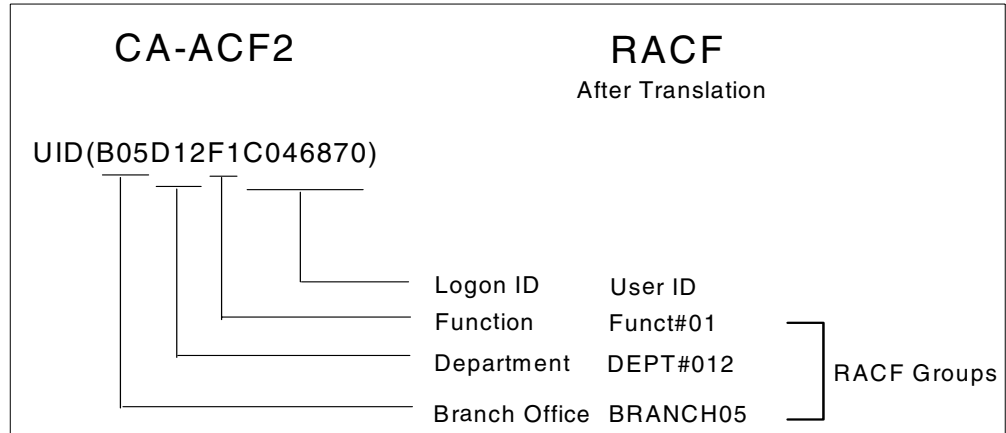 CA-ACF2 RACF
After Translation
UID(B05D12F1C046870)
Logon ID User ID
Function Funct#01
Department DEPT#012
RACF Groups
Branch Office BRANCH05